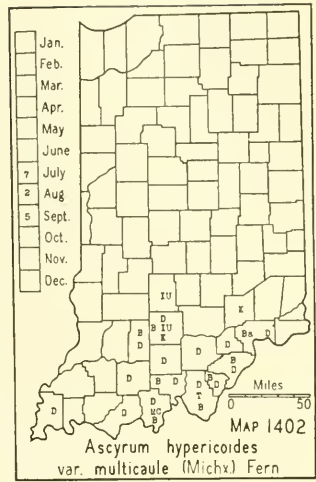 Jan.
Feb.
Mar.
Apr.
May
June
7 July
2 Aug
5 Sept.
Oct.
Nov.
Dec.
IU
K
D
B IU
K
B
D
Ba D
D
D
D
B
D
D
B D
B
D
D
T
B
D
D
D
MC
B
Miles
0 50
MAP 1402
Ascyrum hypericoides
var. multicaule (Michx.) Fern